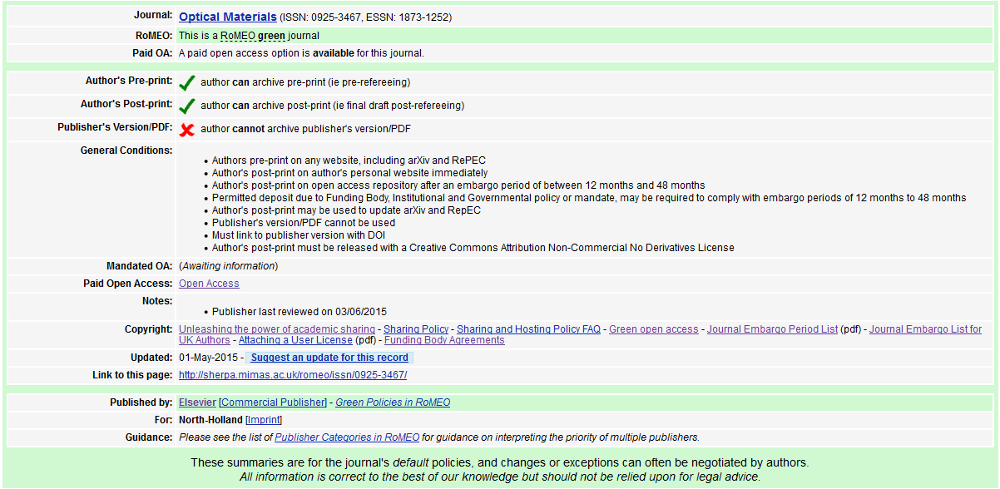 Journal: Optical Materials (ISSN: 0925-3467, ESSN: 1873-1252)
RoMEO: This is a RoMEO green journal
Paid OA: A paid open access option is available for this journal.
Author's Pre-print: author can archive pre-print (ie pre-refereeing)
Author's Post-print: author can archive post-print (ie final draft post-refereeing)
Publisher's Version/PDF: author cannot archive publisher's version/PDF
General Conditions:
• Authors pre-print on any website, including arXiv and RePEC
• Author's post-print on author's personal website immediately
• Author's post-print on open access repository after an embargo period of between 12 months and 48 months
• Permitted deposit due to Funding Body, Institutional and Governmental policy or mandate, may be required to comply with embargo periods of 12 months to 48 months
• Author's post-print may be used to update arXiv and RepEC
• Publisher's version/PDF cannot be used
• Must link to publisher version with DOI
• Author's post-print must be released with a Creative Commons Attribution Non-Commercial No Derivatives License
Mandated OA: (Awaiting information)
Paid Open Access: Open Access
Notes:
• Publisher last reviewed on 03/06/2015
Copyright: Unleashing the power of academic sharing - Sharing Policy - Sharing and Hosting Policy FAQ - Green open access - Journal Embargo Period List (pdf) - Journal Embargo List for
UK Authors - Attaching a User License (pdf) - Funding Body Agreements
Updated: 01-May-2015 - Suggest an update for this record
Link to this page: http://sherpa.mimas.ac.uk/romeo/issn/0925-3467/
Published by: Elsevier [Commercial Publisher] - Green Policies in RoMEO
For: North-Holland [Imprint]
Guidance: Please see the list of Publisher Categories in RoMEO for guidance on interpreting the priority of multiple publishers.
These summaries are for the journal's default policies, and changes or exceptions can often be negotiated by authors.
All information is correct to the best of our knowledge but should not be relied upon for legal advice.